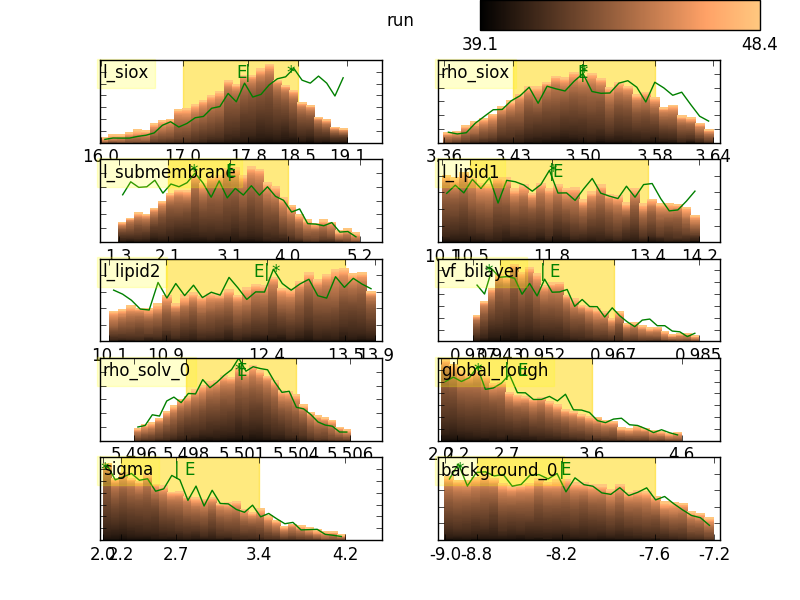 run
39.1 48.4
l_siox E *
16.0 17.0 17.8 18.5 19.1
rho_siox E *
3.36 3.43 3.50 3.58 3.64
l_submembrane * E
1.3 2.1 3.1 4.0 5.2
l_lipid1 * E
10.1 10.5 11.8 13.4 14.2
l_lipid2 E *
10.1 10.9 12.4 13.5 13.9
vf_bilayer * E
0.943 0.952 0.967 0.985
rho_solv_0 * E
5.496 5.498 5.501 5.504 5.506
global_rough * E
2.0 2.2 2.7 3.6 4.6
sigma * E
2.0 2.2 2.7 3.4 4.2
background_0 * E
-9.0 -8.8 -8.2 -7.6 -7.2